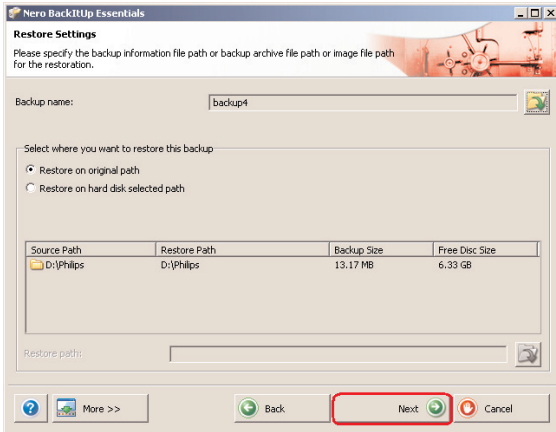 Nero BackItUp Essentials
Restore Settings
Please specify the backup information file path or backup archive file path or image file path
for the restoration.
Backup name: backup4
Select where you want to restore this backup
Restore on original path
Restore on hard disk selected path
Source Path Restore Path Backup Size Free Disc Size
D:\Philips D:\Philips 13.17 MB 6.33 GB
Restore path:
More >> Back Next Cancel